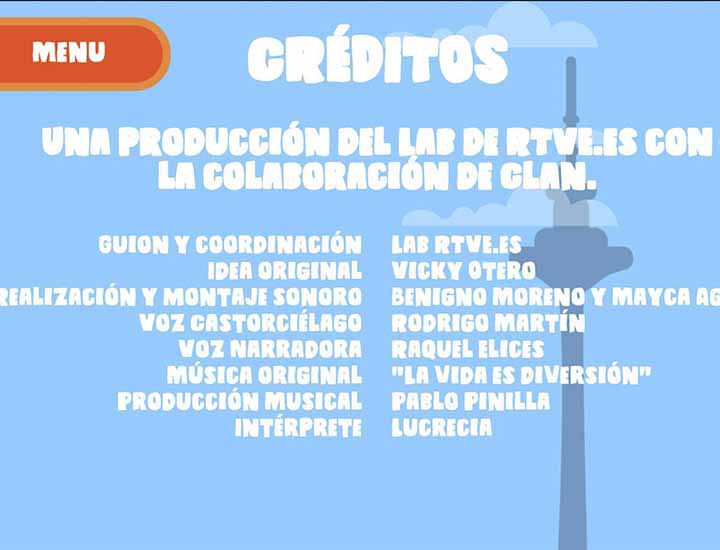 MENU
CRÉDITOS
UNA PRODUCCIÓN DEL LAB DE RTVE.ES CON
LA COLABORACIÓN DE CLAN.
GUION Y COORDINACIÓN LAB RTVE.ES
IDEA ORIGINAL VICKY OTERO
REALIZACIÓN Y MONTAJE SONORO BENIGNO MORENO Y MAYCA
VOZ CASTORCIÉLAGO RODRIGO MARTÍN
VOZ NARRADORA RAQUEL ELICES
MÚSICA ORIGINAL "LA VIDA ES DIVERSIÓN"
PRODUCCIÓN MUSICAL PABLO PINILLA
INTÉRPRETE LUCRECIA